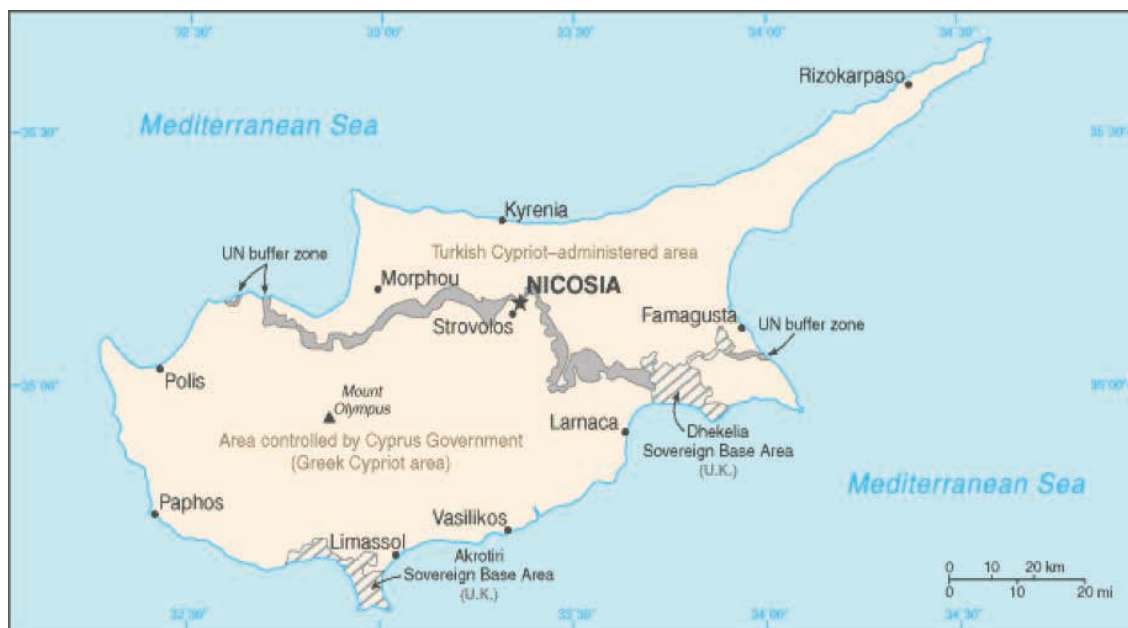 32 30'
33 00'
33 30'
34 00'
34 30'
Rizokarpaso
Mediterranean Sea
35 30'
35 30'
Kyrenia
Turkish Cypriot–administered area
UN buffer zone
Morphou
NICOSIA
Strovolos
Famagusta
UN buffer zone
Polis
35 00'
35 00'
Mount
Olympus
Larnaca
Dhekelia
Sovereign Base Area
(U.K.)
Area controlled by Cyprus Government
(Greek Cypriot area)
Mediterranean Sea
Paphos
Vasilikos
Limassol
Akrotiri
Sovereign Base Area
(U.K.)
0 10 20 km
0 10 20 mi
32 30'
33 00'
33 30'
34 00'
34 30'